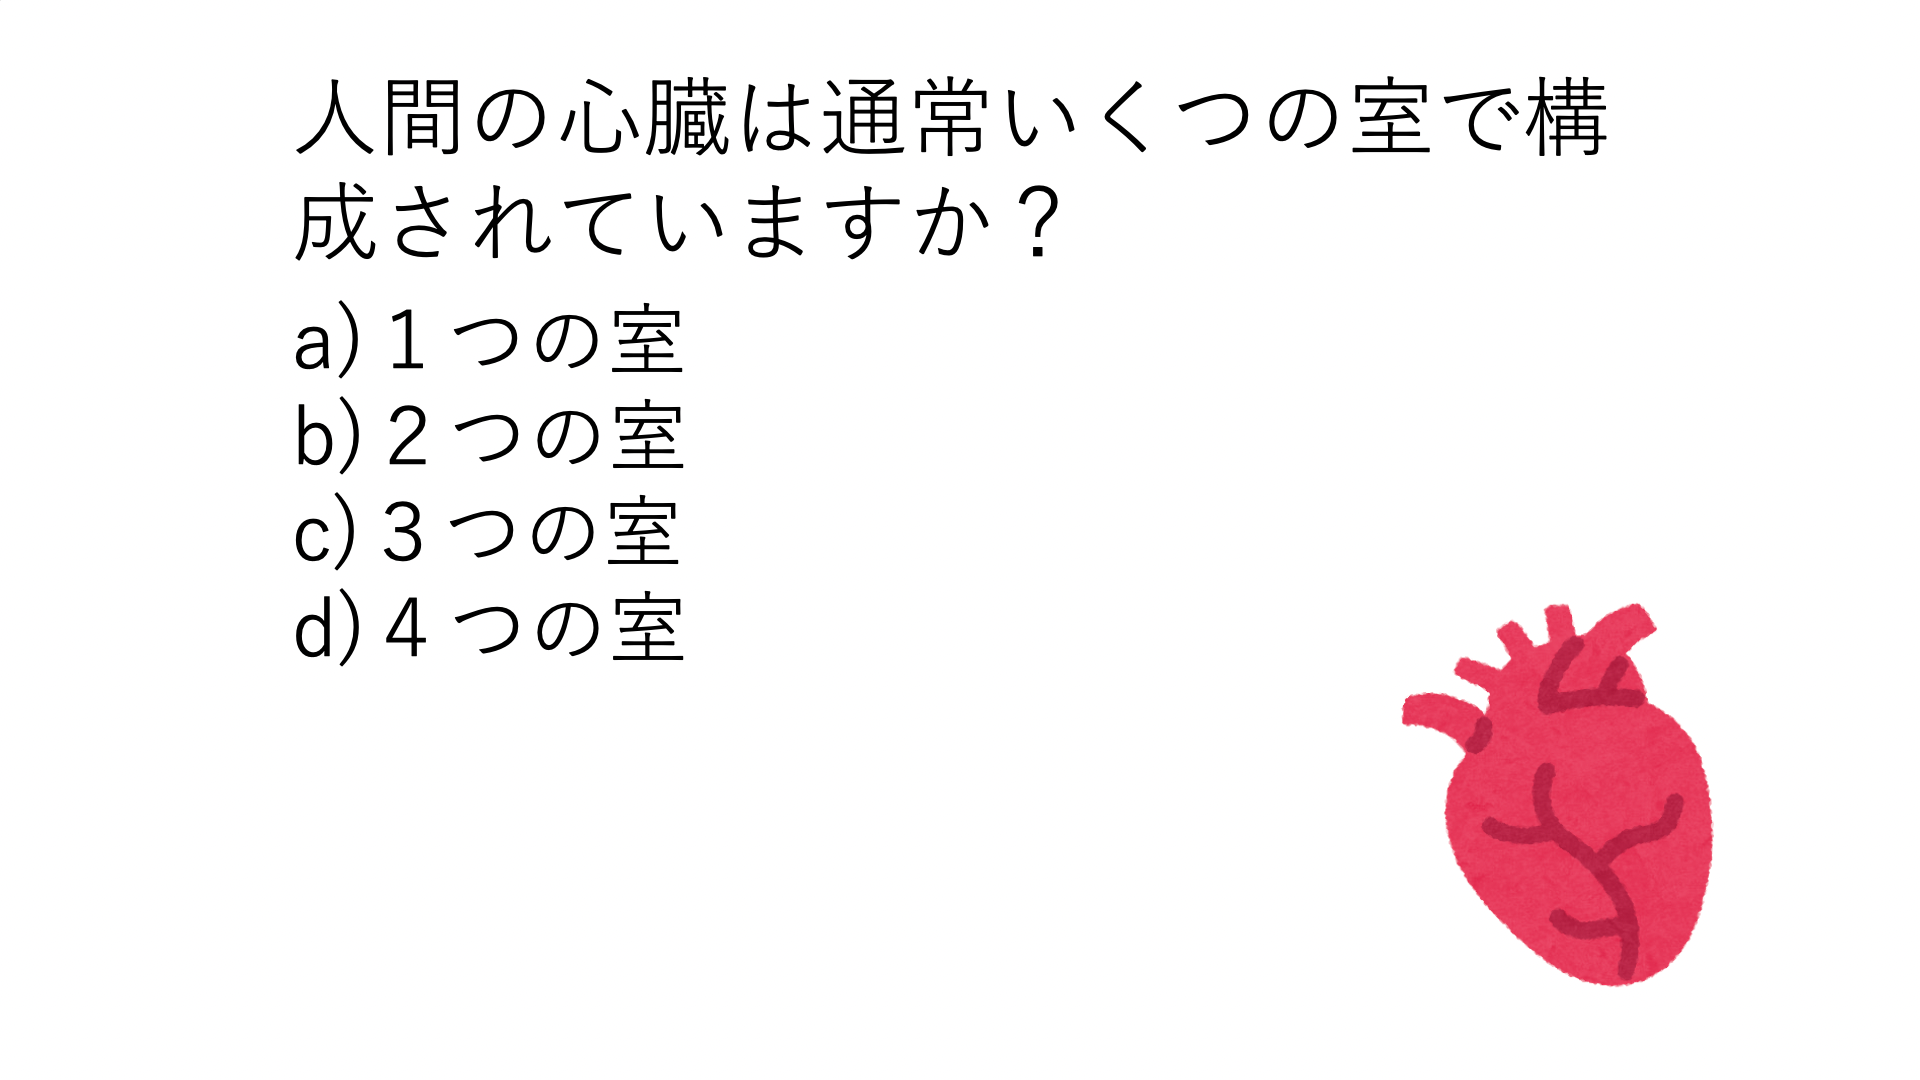 人間の心臓は通常いくつの室で構
成されていますか？
a) 1 つの室
b) 2 つの室
c) 3 つの室
d) 4 つの室